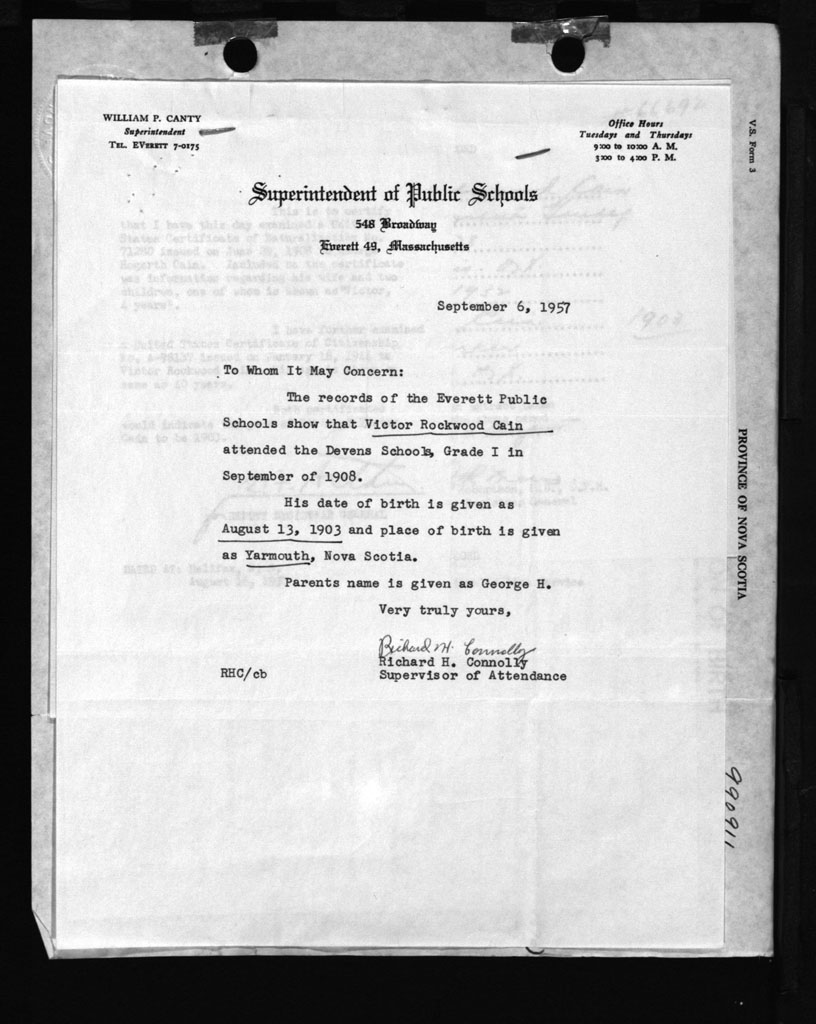 WILLIAM P. CANTY
Superintendent
TEL. EVERETT 7-0175
Office Hours
Tuesdays and Thursdays
9:00 to 10:00 A. M.
3:00 to 4:00 P. M.
V.S. Form 3
Superintendent of Public Schools
548 Broadway
Everett 49, Massachusetts
September 6, 1957
1903
To Whom It May Concern:
The records of the Everett Public
Schools show that Victor Rockwood Cain
attended the Devens School, Grade I in
September of 1908.
His date of birth is given as
August 13, 1903 and place of birth is given
as Yarmouth, Nova Scotia.
Parents name is given as George H.
Very truly yours,
Richard H. Connolly
Richard H. Connolly
RHC/cb
Supervisor of Attendance
PROVINCE OF NOVA SCOTIA
990911